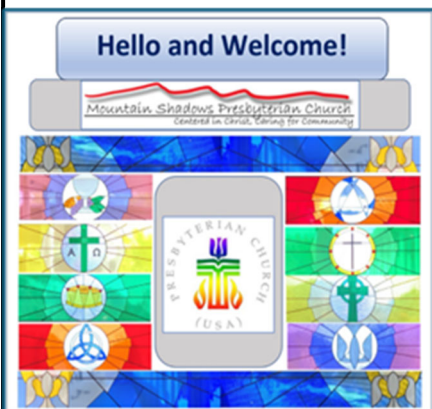 Hello and Welcome!
Mountain Shadows Presbyterian Church
Centered in Christ, Caring for Community
PRESBYTERIAN CHURCH
(USA)
Α Ω